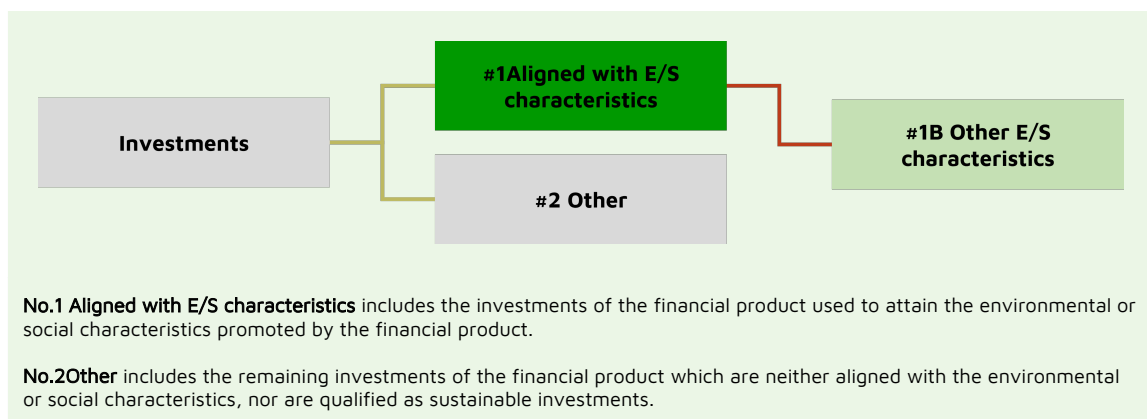 #1Aligned with E/S
characteristics
Investments
#1B Other E/S
characteristics
#2 Other
No.1 Aligned with E/S characteristics includes the investments of the financial product used to attain the environmental or
social characteristics promoted by the financial product.
No.2Other includes the remaining investments of the financial product which are neither aligned with the environmental
or social characteristics, nor are qualified as sustainable investments.